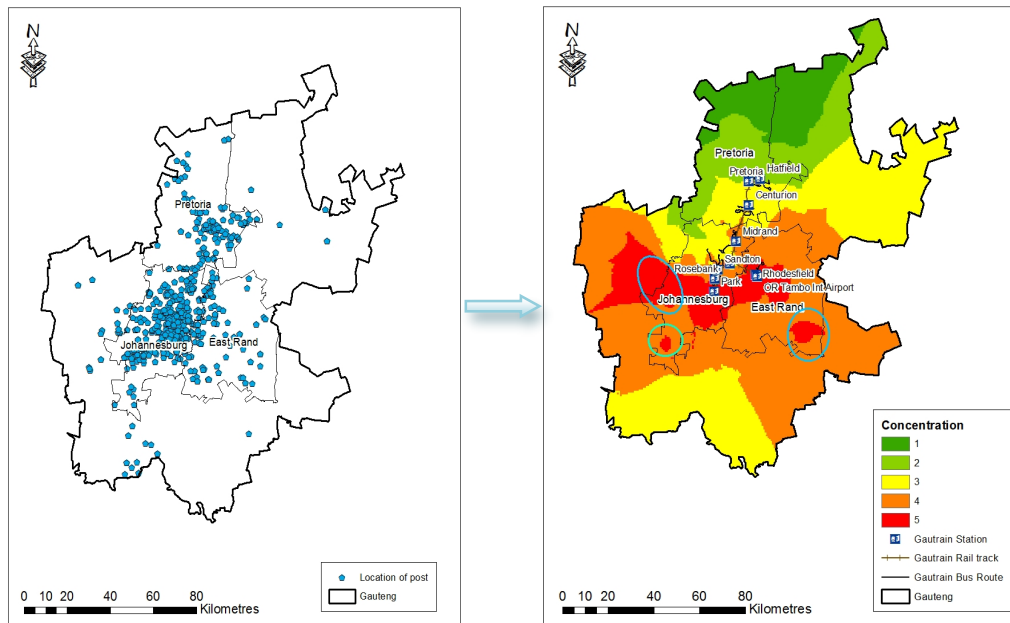 N
Pretoria
Johannesburg
East Rand
Location of post
Gauteng
0 20 40 60 80
Kilometres
N
Pretoria
Pretoria
Hatfield
Centurion
Midrand
Sandton
Rosebank
Rhodesfield
Park
OR Tambo Int Airport
Johannesburg
East Rand
Concentration
1
2
3
4
5
Gautrain Station
Gautrain Rail track
Gautrain Bus Route
Gauteng
0 20 40 60 80
Kilometres